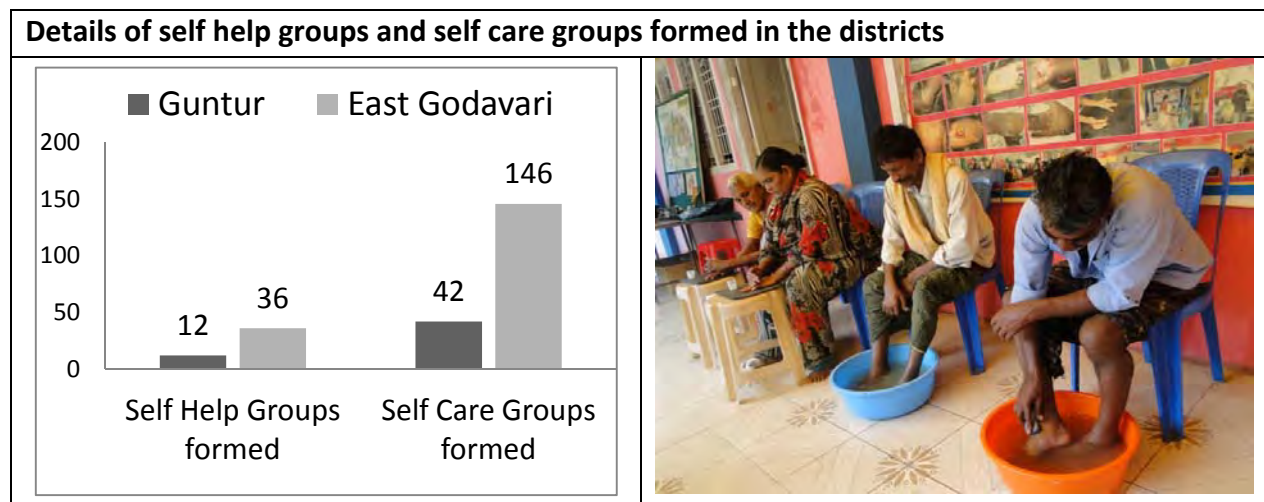 Details of self help groups and self care groups formed in the districts
Guntur East Godavari
200
150
100
50
0
12
36
42
146
Self Help Groups
formed
Self Care Groups
formed